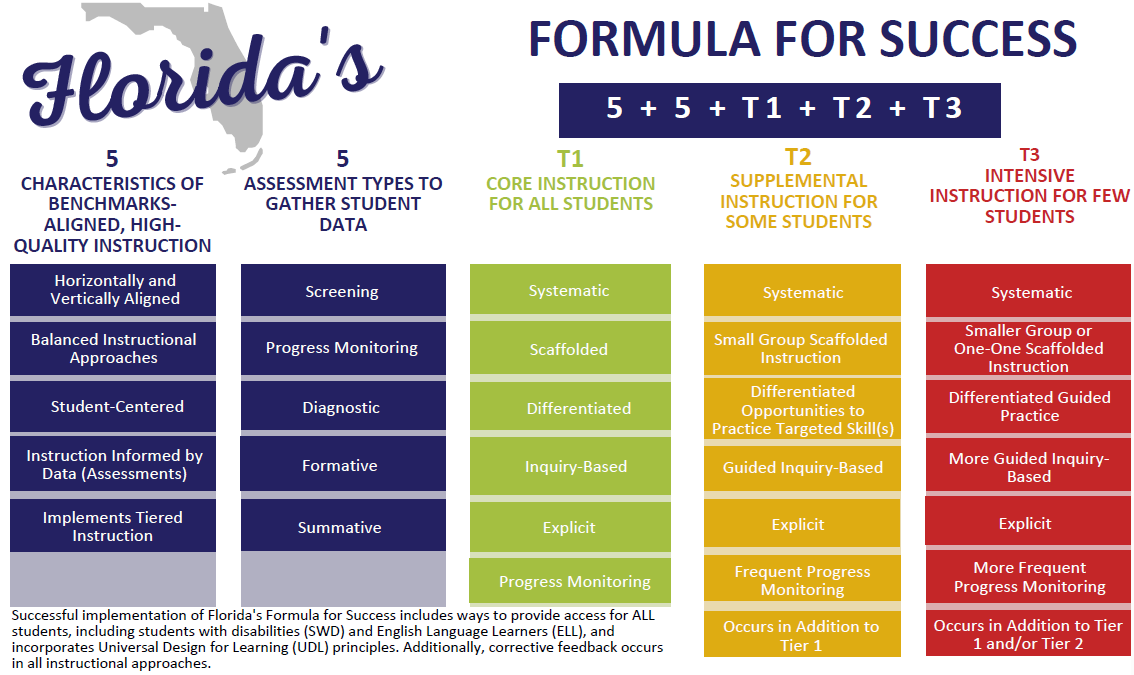 Florida's
FORMULA FOR SUCCESS
5 + 5 + T1 + T2 + T3
5
CHARACTERISTICS OF
BENCHMARKS-
ALIGNED, HIGH-
QUALITY INSTRUCTION
Horizontally and
Vertically Aligned
Balanced Instructional
Approaches
Student-Centered
Instruction Informed by
Data (Assessments)
Implements Tiered
Instruction
5
ASSESSMENT TYPES TO
GATHER STUDENT
DATA
Screening
Progress Monitoring
Diagnostic
Formative
Summative
T1
CORE INSTRUCTION
FOR ALL STUDENTS
Systematic
Scaffolded
Differentiated
Inquiry-Based
Explicit
Progress Monitoring
T2
SUPPLEMENTAL
INSTRUCTION FOR
SOME STUDENTS
Systematic
Small Group Scaffolded
Instruction
Differentiated
Opportunities to
Practice Targeted Skill(s)
Guided Inquiry-Based
Explicit
Frequent Progress
Monitoring
Occurs in Addition to
Tier 1
T3
INTENSIVE
INSTRUCTION FOR FEW
STUDENTS
Systematic
Smaller Group or
One-One Scaffolded
Instruction
Differentiated Guided
Practice
More Guided Inquiry-
Based
Explicit
More Frequent
Progress Monitoring
Occurs in Addition to Tier
1 and/or Tier 2
Successful implementation of Florida's Formula for Success includes ways to provide access for ALL
students, including students with disabilities (SWD) and English Language Learners (ELL), and
incorporates Universal Design for Learning (UDL) principles. Additionally, corrective feedback occurs
in all instructional approaches.